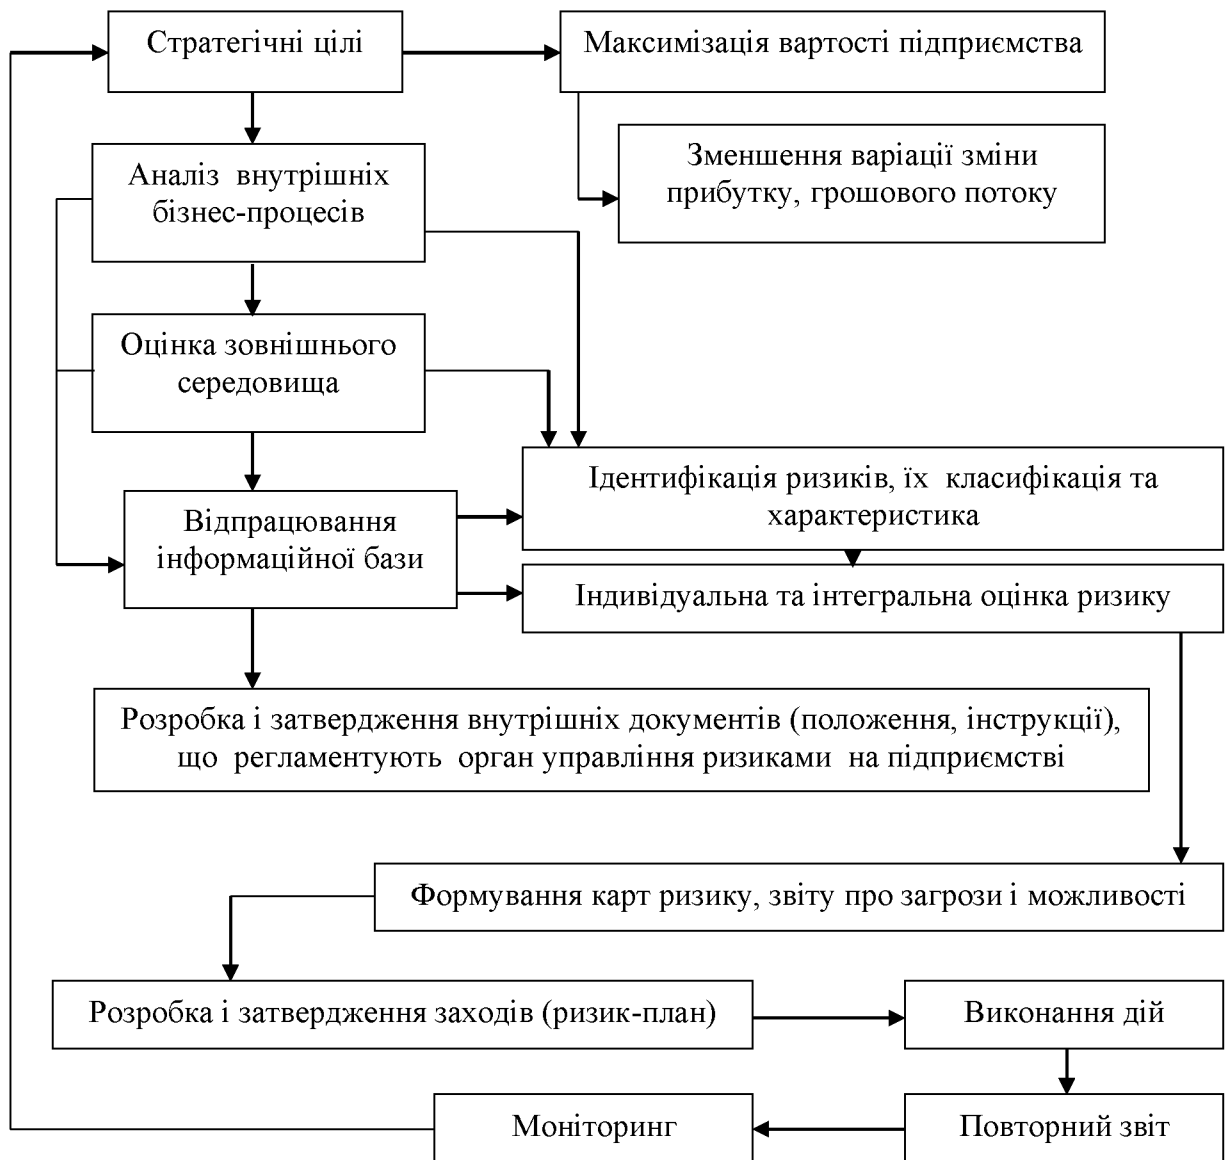 Стратегічні цілі
Максимізація вартості підприємства
Зменшення варіації зміни
прибутку, грошового потоку
Аналіз внутрішніх
бізнес-процесів
Оцінка зовнішнього
середовища
Ідентифікація ризиків, їх класифікація та
характеристика
Відпрацювання
інформаційної бази
Індивідуальна та інтегральна оцінка ризику
Розробка і затвердження внутрішніх документів (положення, інструкції),
що регламентують орган управління ризиками на підприємстві
Формування карт ризику, звіту про загрози і можливості
Розробка і затвердження заходів (ризик-план)
Виконання дій
Моніторинг
Повторний звіт